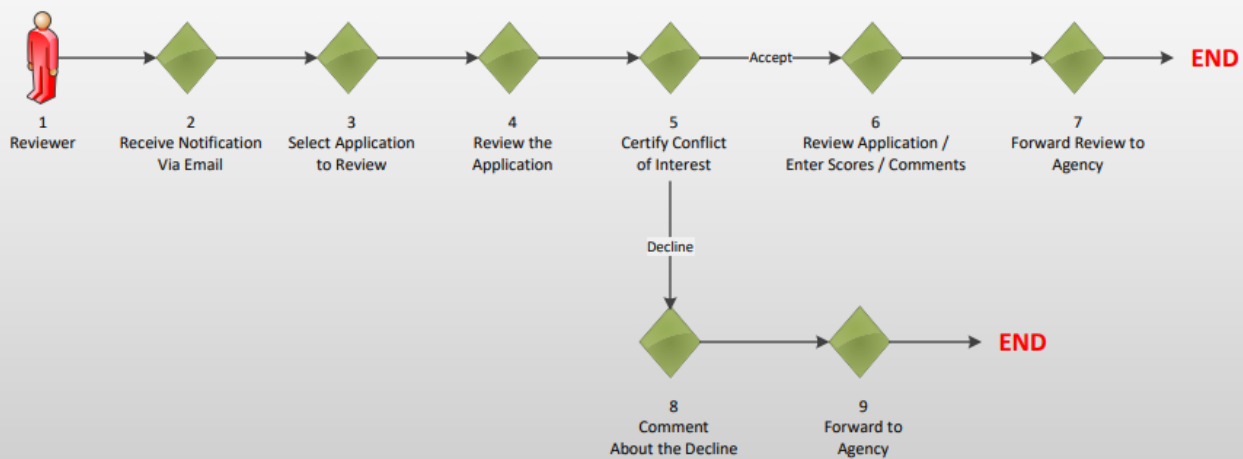 Accept
END
1
Reviewer
2
Receive Notification
Via Email
3
Select Application
to Review
4
Review the
Application
5
Certify Conflict
of Interest
6
Review Application /
Enter Scores / Comments
7
Forward Review to
Agency
Decline
END
8
Comment
About the Decline
9
Forward to
Agency